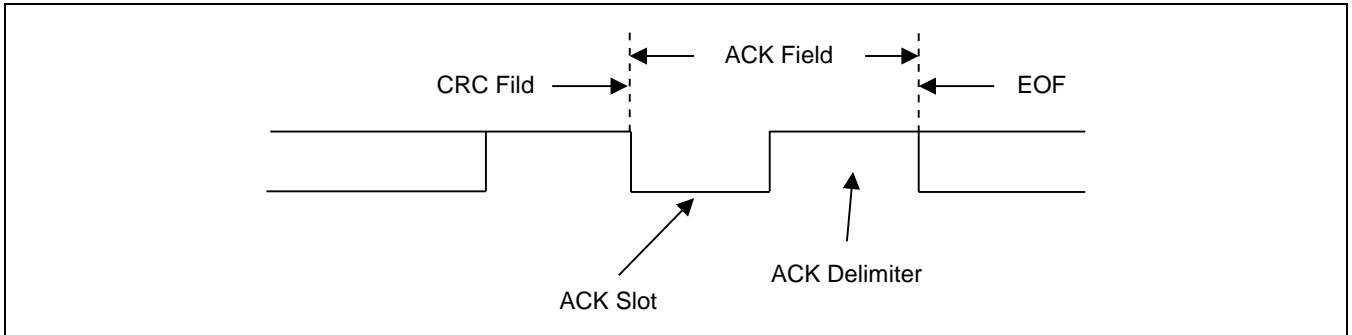 ACK Field
CRC Fild
EOF
ACK Delimiter
ACK Slot